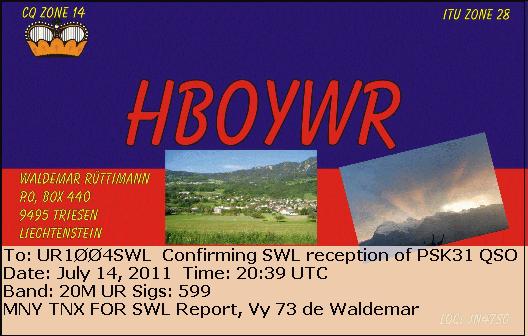 CQ ZONE 14
ITU ZONE 28
HB0YWR
WALDEMAR RÜTTIMANN
P.O. BOX 440
9495 TRIESEN
LIECHTENSTEIN
To: UR1ØØ4SWL Confirming SWL reception of PSK31 QSO
Date: July 14, 2011 Time: 20:39 UTC
Band: 20M UR Sigs: 599
MNY TNX FOR SWL Report, Vy 73 de Waldemar
LOC: JN47SC